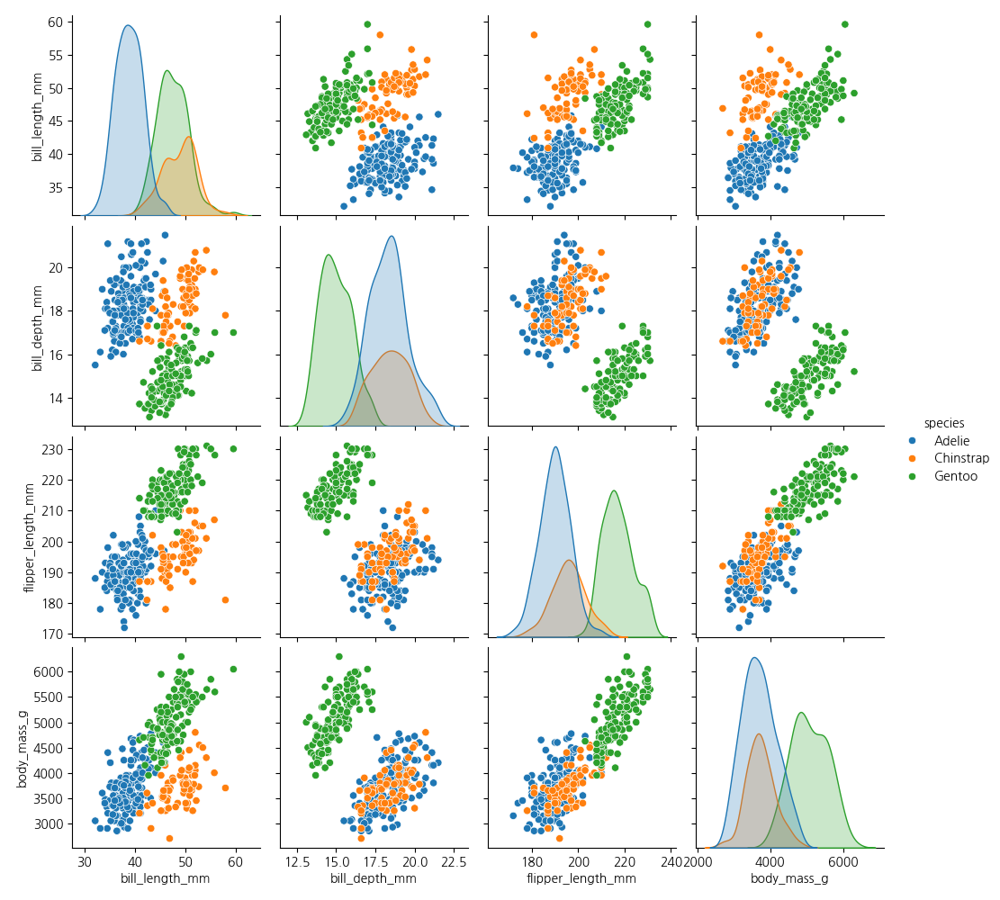 60
55
50
45
40
35
bill_length_mm
20
18
16
14
bill_depth_mm
230
220
210
200
190
180
170
flipper_length_mm
6000
5500
5000
4500
4000
3500
3000
body_mass_g
30 40 50 60
bill_length_mm
12.5 15.0 17.5 20.0 22.5
bill_depth_mm
180 200 220 240
flipper_length_mm
2000 4000 6000
body_mass_g
species
Adelie
Chinstrap
Gentoo